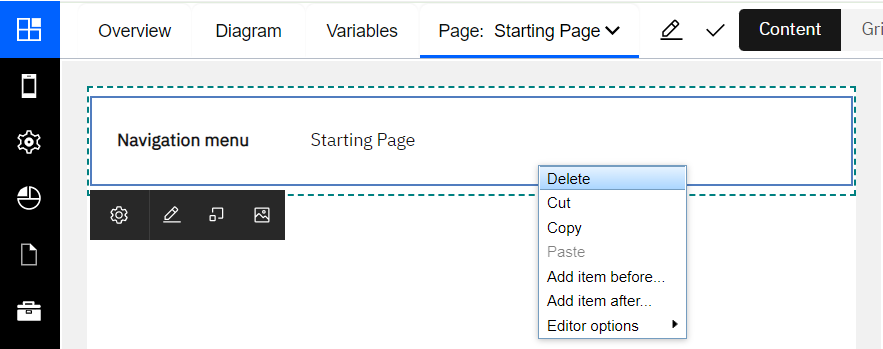 Overview Diagram Variables Page: Starting Page Content Gri
Navigation menu Starting Page
Delete
Cut
Copy
Paste
Add item before...
Add item after...
Editor options